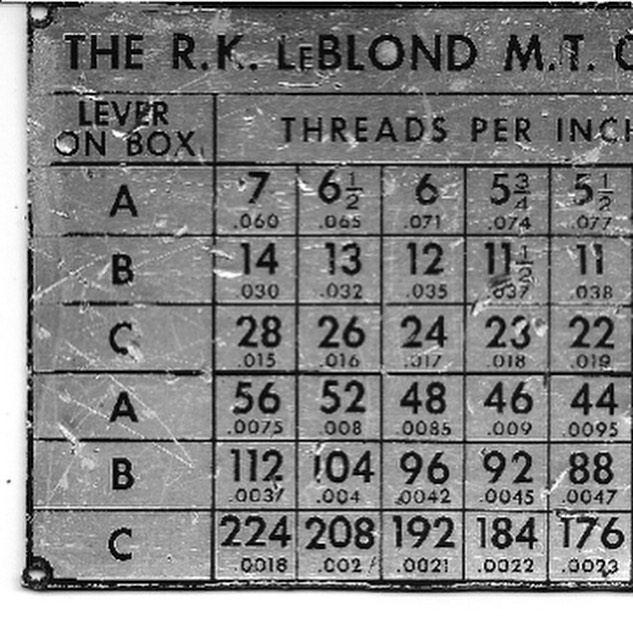 THE R.K. LEBLOND M.T.
LEVER ON BOX THREADS PER INCH
A 7 6½ 6 5¾ 5½
.060 .065 .071 .074 .077
B 14 13 12 11½ 11
.030 .032 .035 .037 .038
C 28 26 24 23 22
.015 .016 .017 .018 .019
A 56 52 48 46 44
.0075 .008 .0085 .009 .0095
B 112 104 96 92 88
.0037 .004 .0042 .0045 .0047
C 224 208 192 184 176
.0018 .002 .0021 .0022 .0023